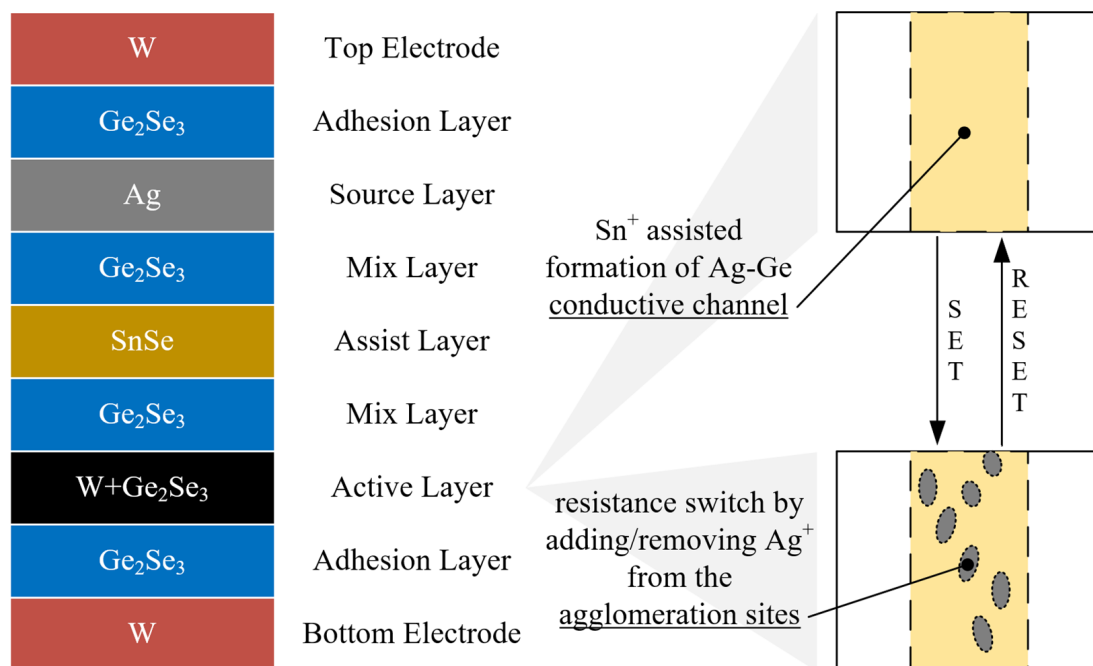 W Top Electrode
Ge₂Se₃ Adhesion Layer
Ag Source Layer
Ge₂Se₃ Mix Layer
SnSe Assist Layer
Ge₂Se₃ Mix Layer
W+Ge₂Se₃ Active Layer
Ge₂Se₃ Adhesion Layer
W Bottom Electrode
Sn⁺ assisted
formation of Ag-Ge
conductive channel
SET
RESET
resistance switch by
adding/removing Ag⁺
from the
agglomeration sites